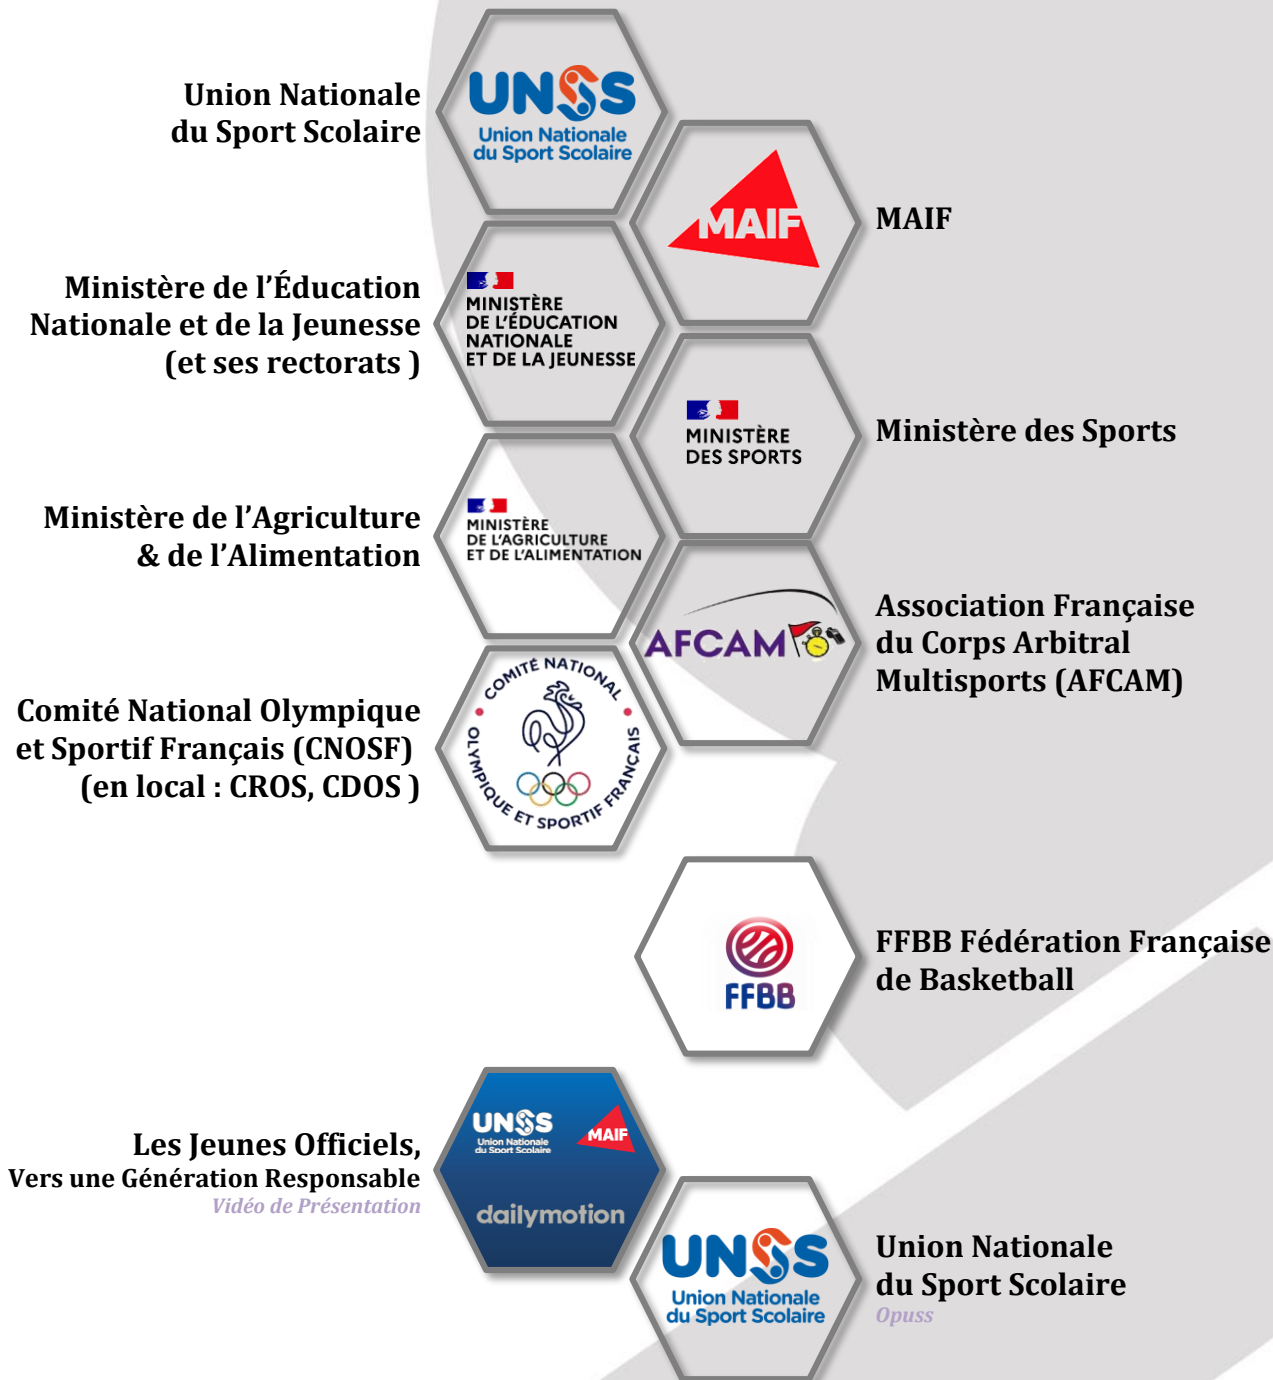 Union Nationale
du Sport Scolaire
UNSS
Union Nationale
du Sport Scolaire
MAIF
MAIF
Ministère de l’Éducation
Nationale et de la Jeunesse
(et ses rectorats )
MINISTÈRE
DE L’ÉDUCATION
NATIONALE
ET DE LA JEUNESSE
MINISTÈRE
DES SPORTS
Ministère des Sports
Ministère de l’Agriculture
& de l’Alimentation
MINISTÈRE
DE L’AGRICULTURE
ET DE L’ALIMENTATION
AFCAM
Association Française
du Corps Arbitral
Multisports (AFCAM)
Comité National Olympique
et Sportif Français (CNOSF)
(en local : CROS, CDOS )
COMITÉ NATIONAL
OLYMPIQUE ET SPORTIF FRANÇAIS
FFBB
FFBB Fédération Française
de Basketball
Les Jeunes Officiels,
Vers une Génération Responsable
Vidéo de Présentation
UNSS
Union Nationale
du Sport Scolaire
MAIF
dailymotion
UNSS
Union Nationale
du Sport Scolaire
Union Nationale
du Sport Scolaire
Opuss